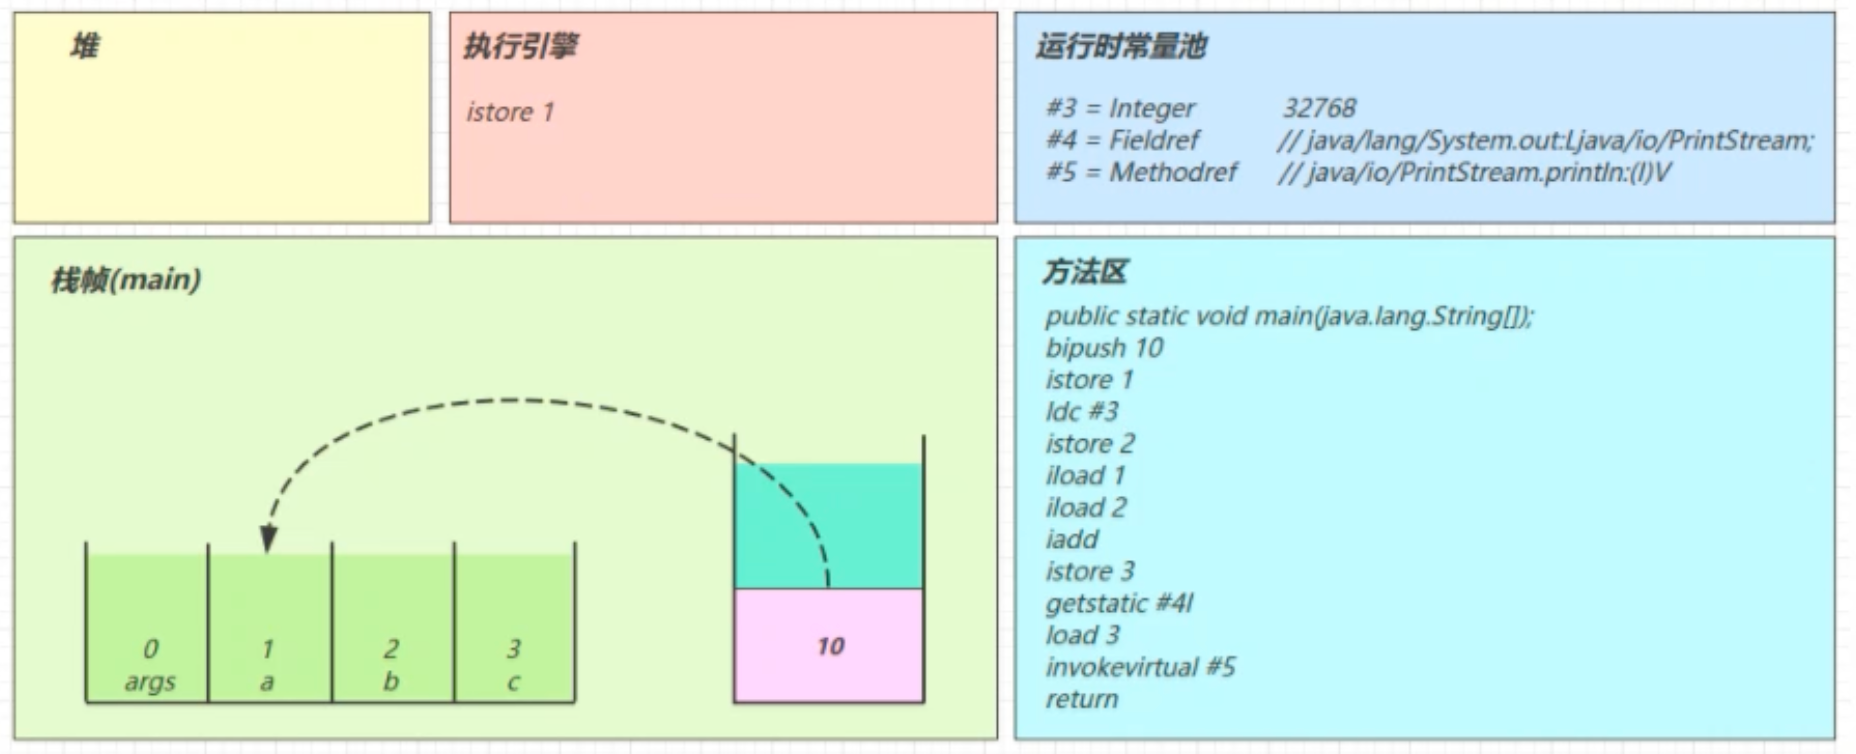 堆
执行引擎
istore 1
运行时常量池
#3 = Integer 32768
#4 = Fieldref // java/lang/System.out:Ljava/io/PrintStream;
#5 = Methodref // java/io/PrintStream.println:(I)V
栈帧(main)
0 1 2 3
args a b c
10
方法区
public static void main(java.lang.String[]);
bipush 10
istore 1
ldc #3
istore 2
iload 1
iload 2
iadd
istore 3
getstatic #4I
load 3
invokevirtual #5
return